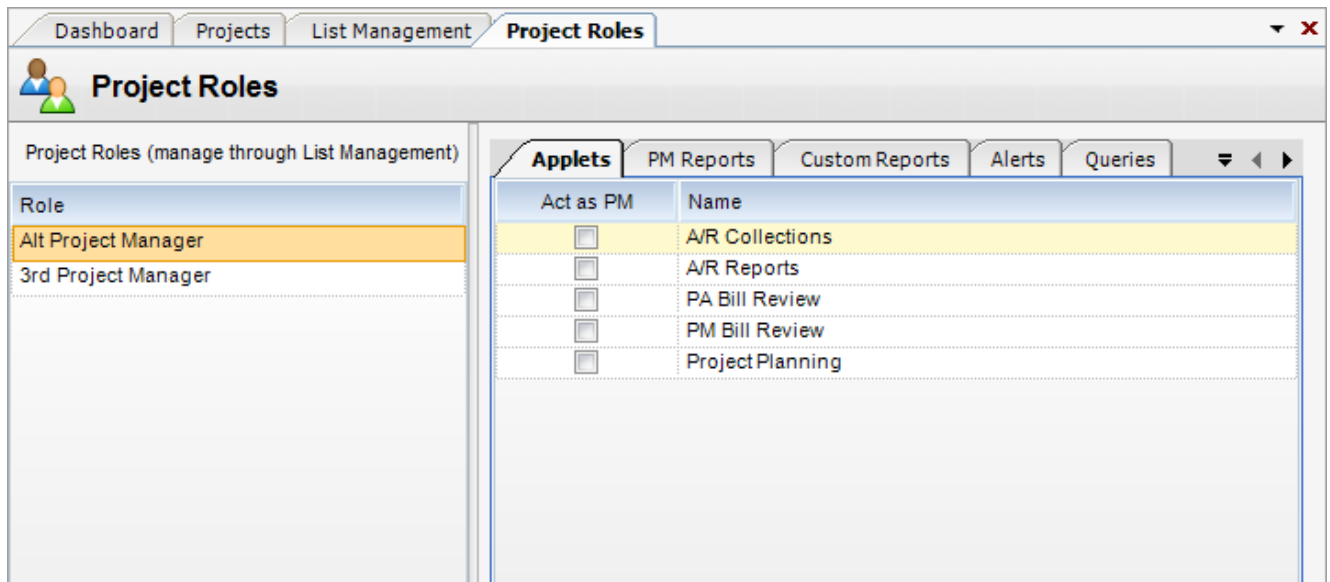 Dashboard Projects List Management Project Roles
Project Roles
Project Roles (manage through List Management)
Role
Alt Project Manager
3rd Project Manager
Applets PM Reports Custom Reports Alerts Queries
Act as PM Name
A/R Collections
A/R Reports
PA Bill Review
PM Bill Review
Project Planning